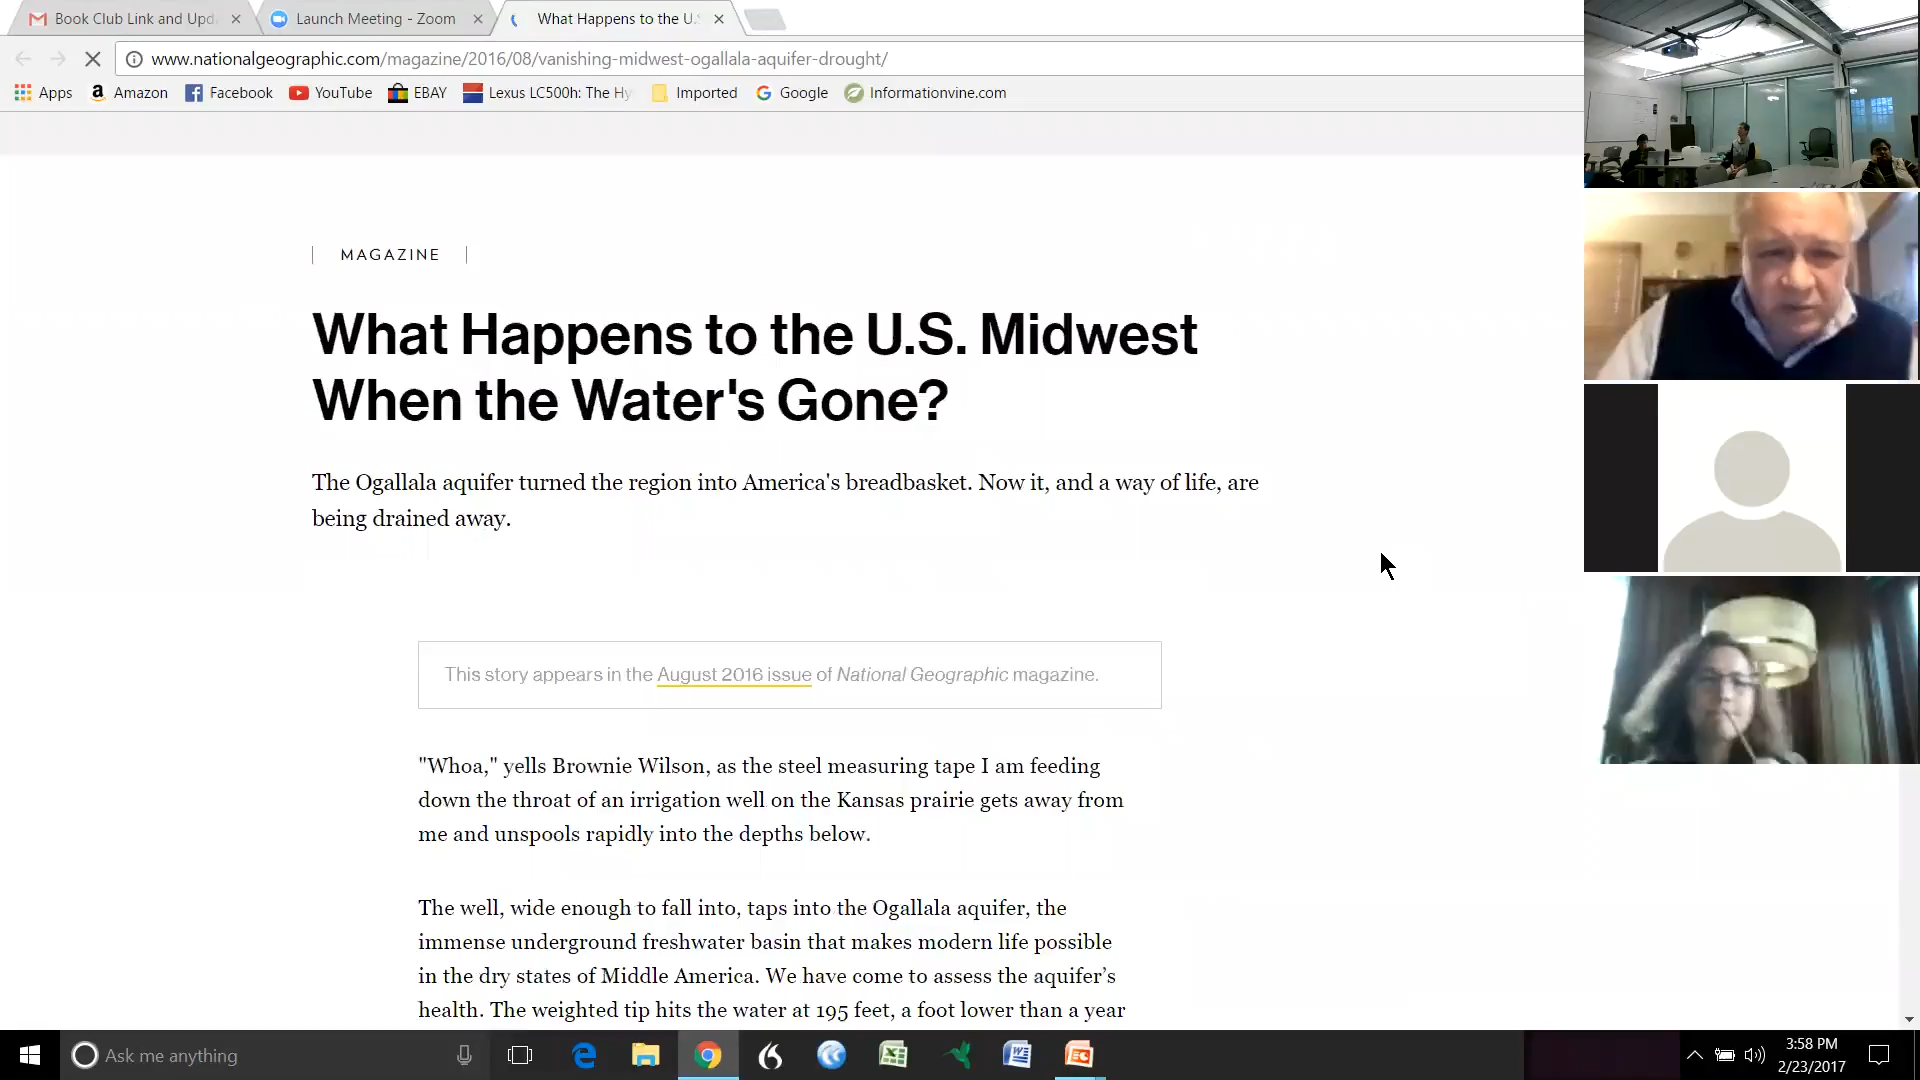 Book Club Link and Upd
Launch Meeting - Zoom
What Happens to the U.S
www.nationalgeographic.com/magazine/2016/08/vanishing-midwest-ogallala-aquifer-drought/
Apps Amazon Facebook YouTube EBAY Lexus LC500h: The Hy Imported Google Informationvine.com
MAGAZINE
What Happens to the U.S. Midwest
When the Water's Gone?
The Ogallala aquifer turned the region into America's breadbasket. Now it, and a way of life, are
being drained away.
This story appears in the August 2016 issue of National Geographic magazine.
"Whoa," yells Brownie Wilson, as the steel measuring tape I am feeding
down the throat of an irrigation well on the Kansas prairie gets away from
me and unspools rapidly into the depths below.
The well, wide enough to fall into, taps into the Ogallala aquifer, the
immense underground freshwater basin that makes modern life possible
in the dry states of Middle America. We have come to assess the aquifer’s
health. The weighted tip hits the water at 195 feet, a foot lower than a year
Ask me anything
3:58 PM
2/23/2017